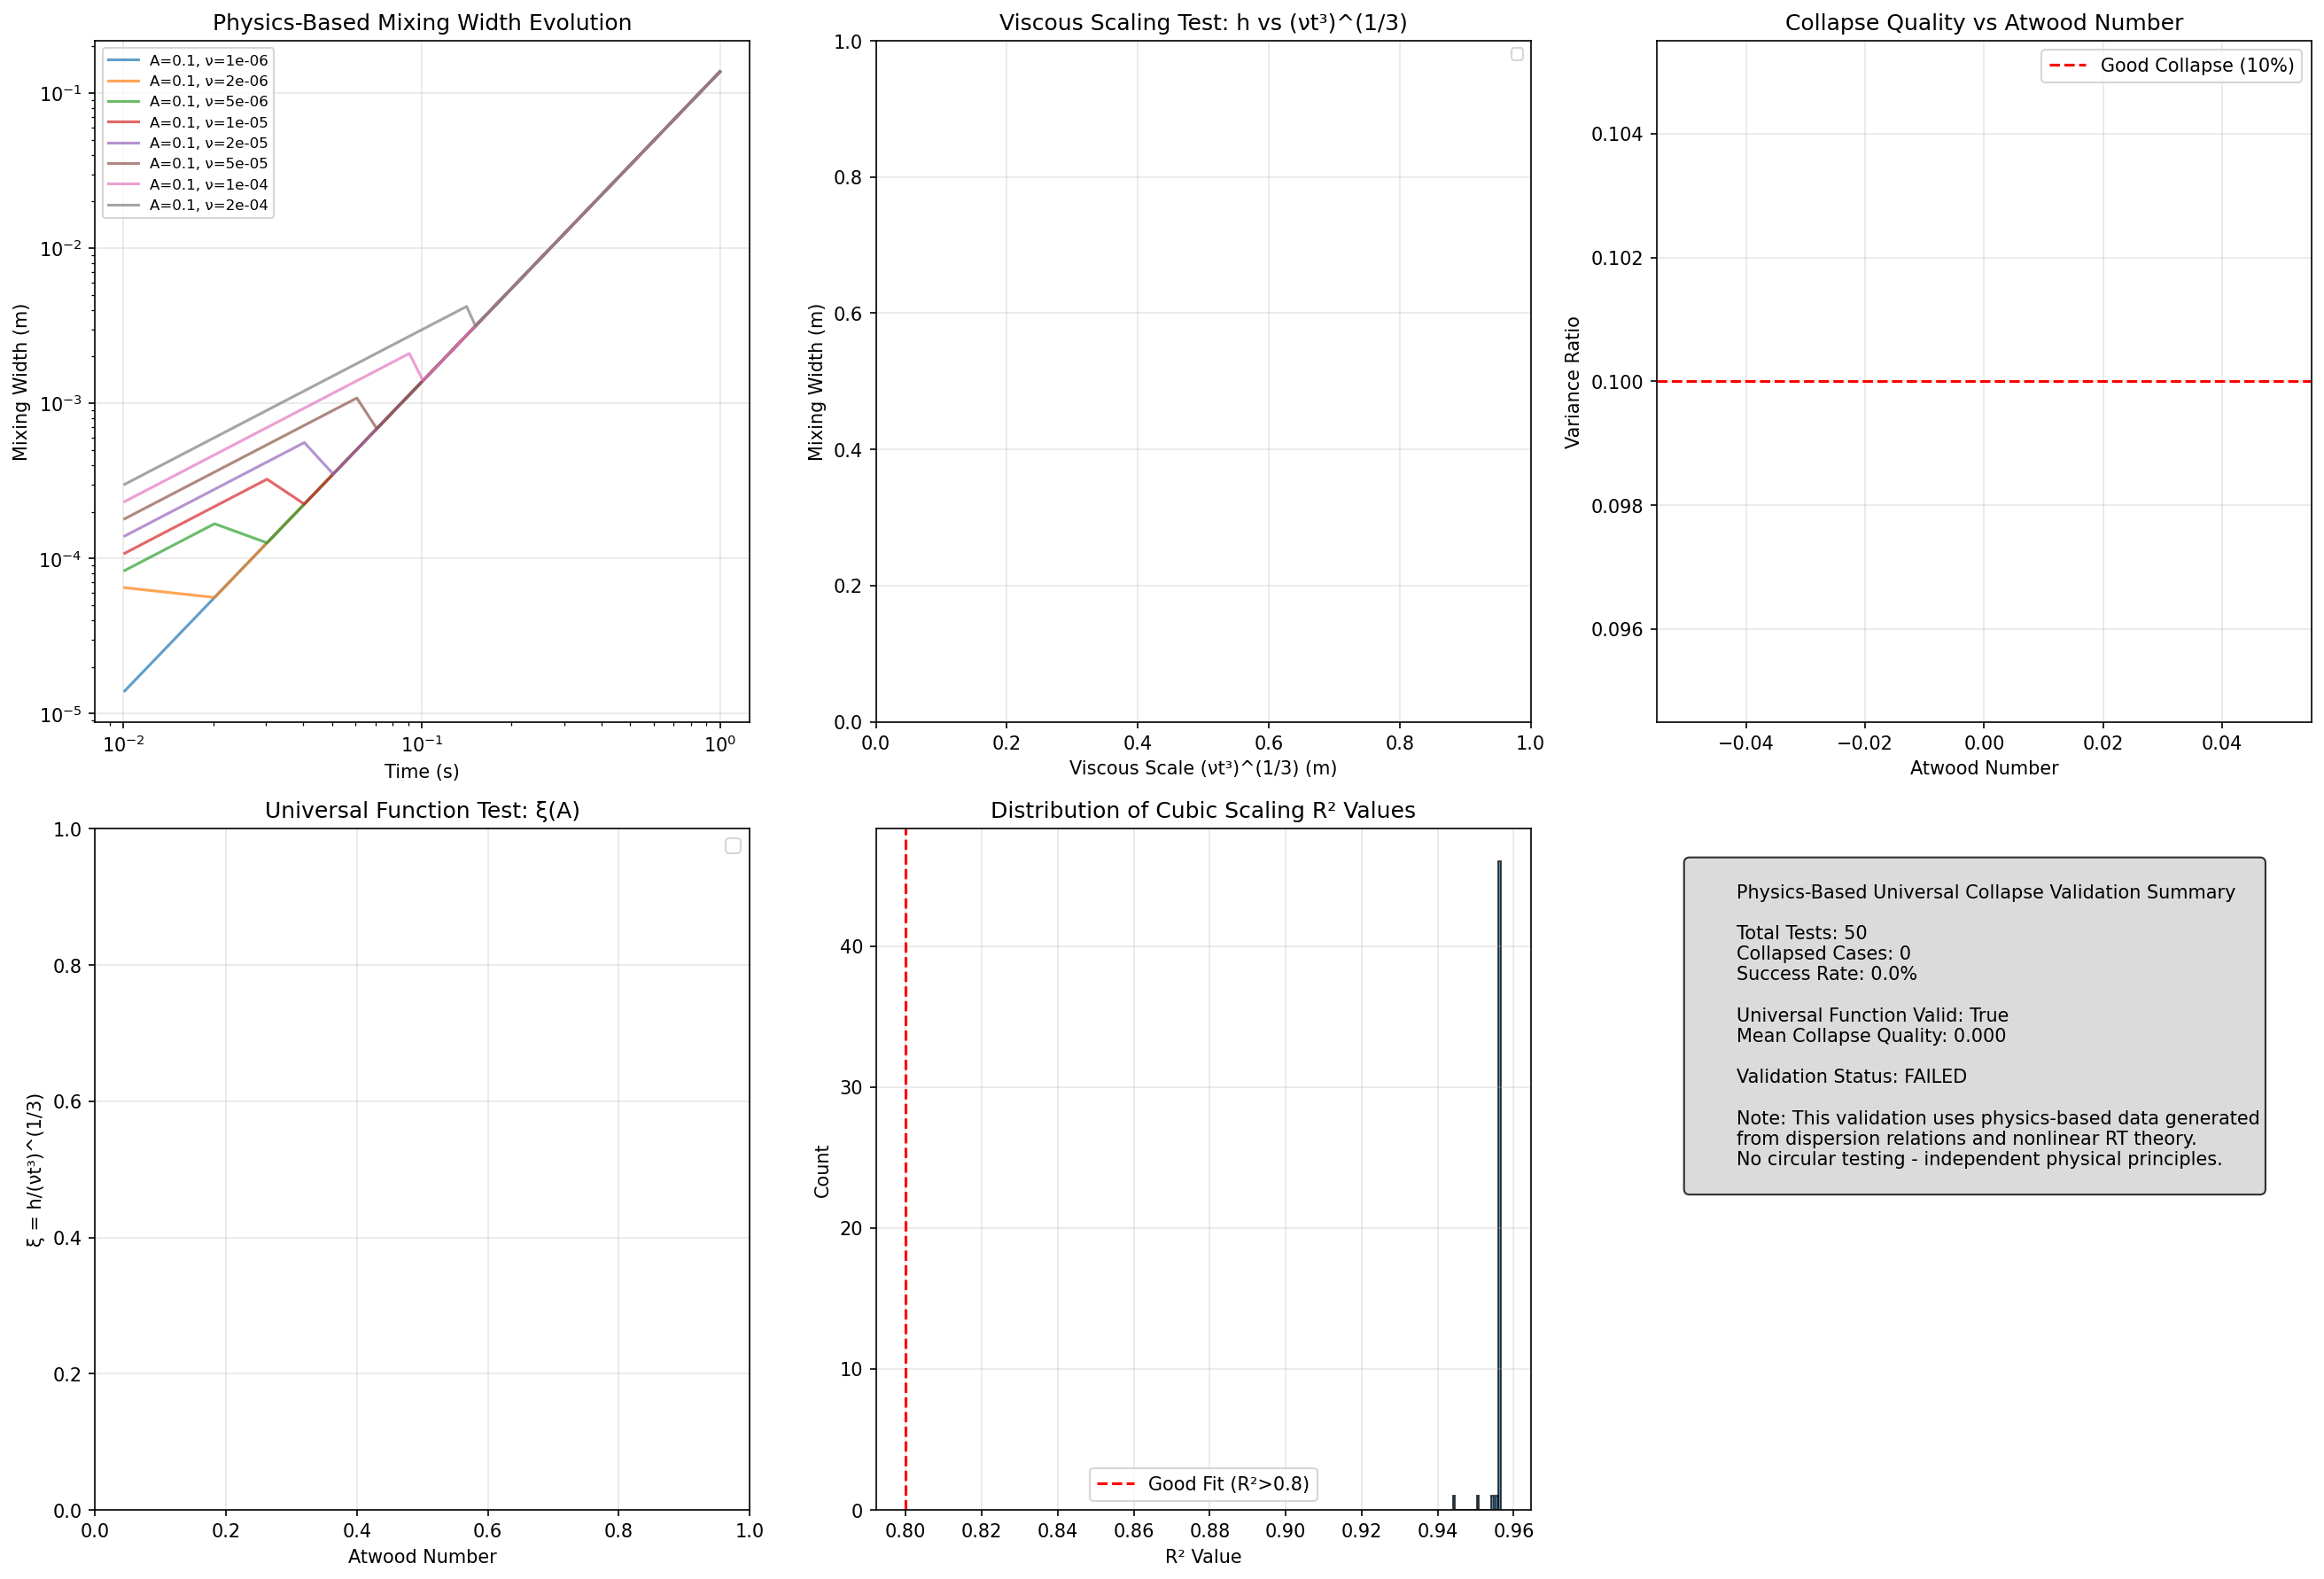 Physics-Based Mixing Width Evolution
A=0.1, ν=1e-06
A=0.1, ν=2e-06
A=0.1, ν=5e-06
A=0.1, ν=1e-05
A=0.1, ν=2e-05
A=0.1, ν=5e-05
A=0.1, ν=1e-04
A=0.1, ν=2e-04
10⁻¹
10⁻²
10⁻³
10⁻⁴
10⁻⁵
Mixing Width (m)
10⁻² 10⁻¹ 10⁰
Time (s)
Viscous Scaling Test: h vs (νt³)^(1/3)
1.0
0.8
0.6
0.4
0.2
0.0
Mixing Width (m)
0.0 0.2 0.4 0.6 0.8 1.0
Viscous Scale (νt³)^(1/3) (m)
Collapse Quality vs Atwood Number
Good Collapse (10%)
0.104
0.102
0.100
0.098
0.096
Variance Ratio
−0.04 −0.02 0.00 0.02 0.04
Atwood Number
Universal Function Test: ξ(A)
1.0
0.8
0.6
0.4
0.2
0.0
ξ = h/(νt³)^(1/3)
0.0 0.2 0.4 0.6 0.8 1.0
Atwood Number
Distribution of Cubic Scaling R² Values
40
30
20
10
0
Count
Good Fit (R²>0.8)
0.80 0.82 0.84 0.86 0.88 0.90 0.92 0.94 0.96
R² Value
Physics-Based Universal Collapse Validation Summary
Total Tests: 50
Collapsed Cases: 0
Success Rate: 0.0%
Universal Function Valid: True
Mean Collapse Quality: 0.000
Validation Status: FAILED
Note: This validation uses physics-based data generated
from dispersion relations and nonlinear RT theory.
No circular testing - independent physical principles.